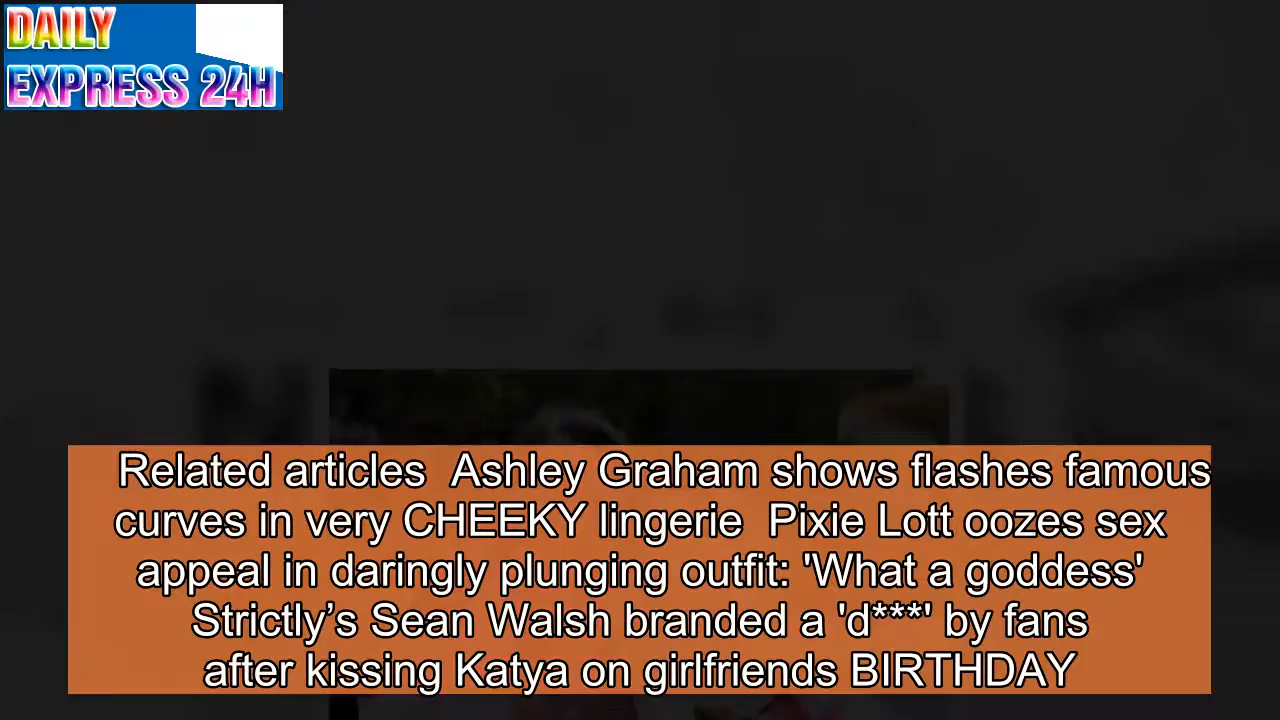 DAILY
EXPRESS 24H
Related articles  Ashley Graham shows flashes famous
curves in very CHEEKY lingerie  Pixie Lott oozes sex
appeal in daringly plunging outfit: 'What a goddess'
Strictly’s Sean Walsh branded a 'd***' by fans
after kissing Katya on girlfriends BIRTHDAY